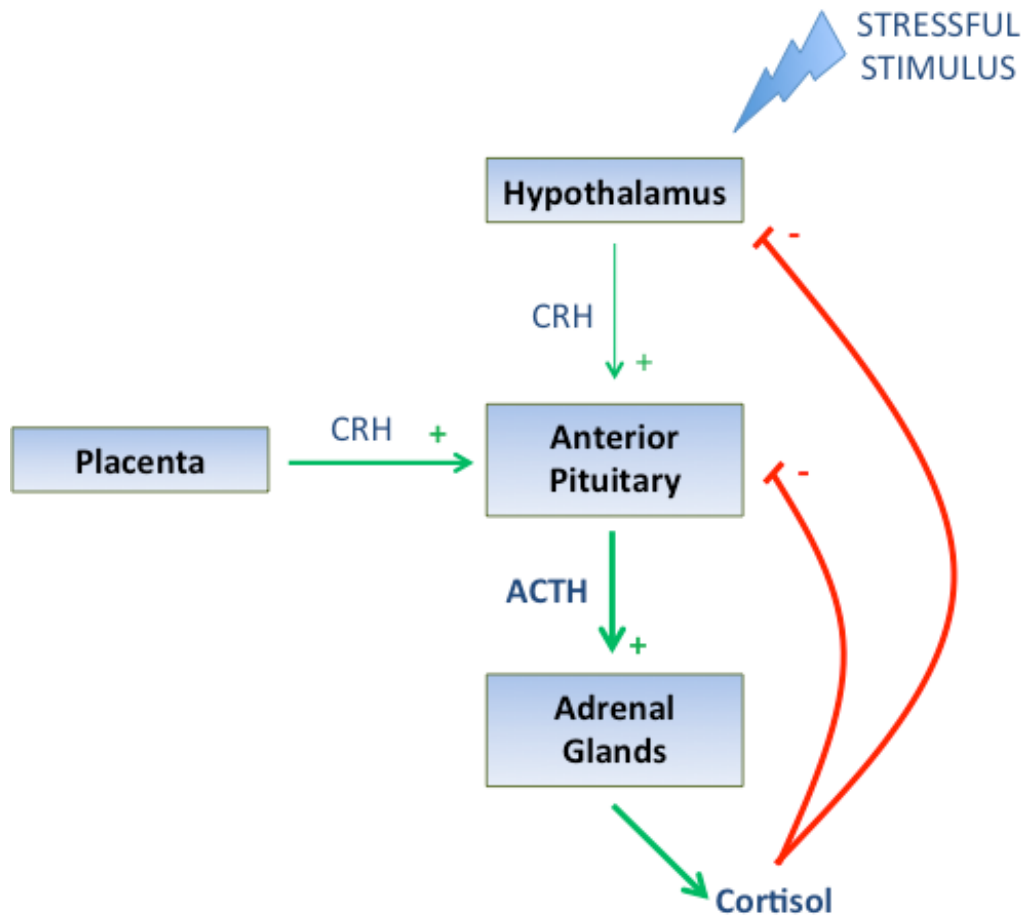 STRESSFUL
STIMULUS
Hypothalamus
-
CRH
+
CRH +
Placenta
Anterior
Pituitary
-
ACTH
+
Adrenal
Glands
Cortisol